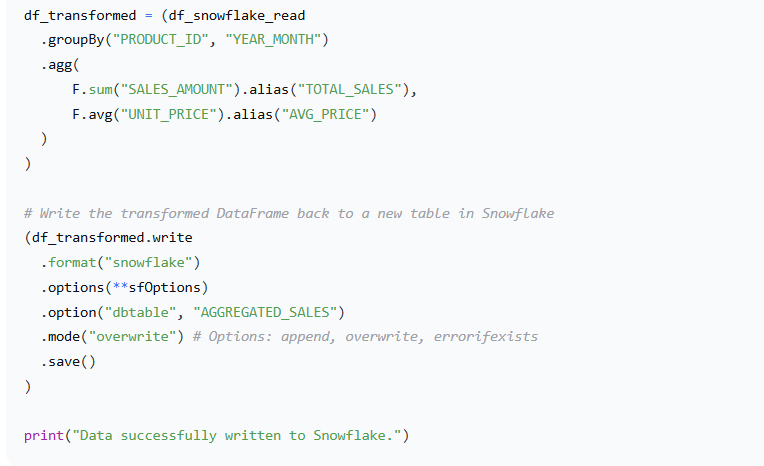 df_transformed = (df_snowflake_read
  .groupBy("PRODUCT_ID", "YEAR_MONTH")
  .agg(
      F.sum("SALES_AMOUNT").alias("TOTAL_SALES"),
      F.avg("UNIT_PRICE").alias("AVG_PRICE")
  )
)

# Write the transformed DataFrame back to a new table in Snowflake
(df_transformed.write
  .format("snowflake")
  .options(**sfOptions)
  .option("dbtable", "AGGREGATED_SALES")
  .mode("overwrite") # Options: append, overwrite, errorifexists
  .save()
)

print("Data successfully written to Snowflake.")